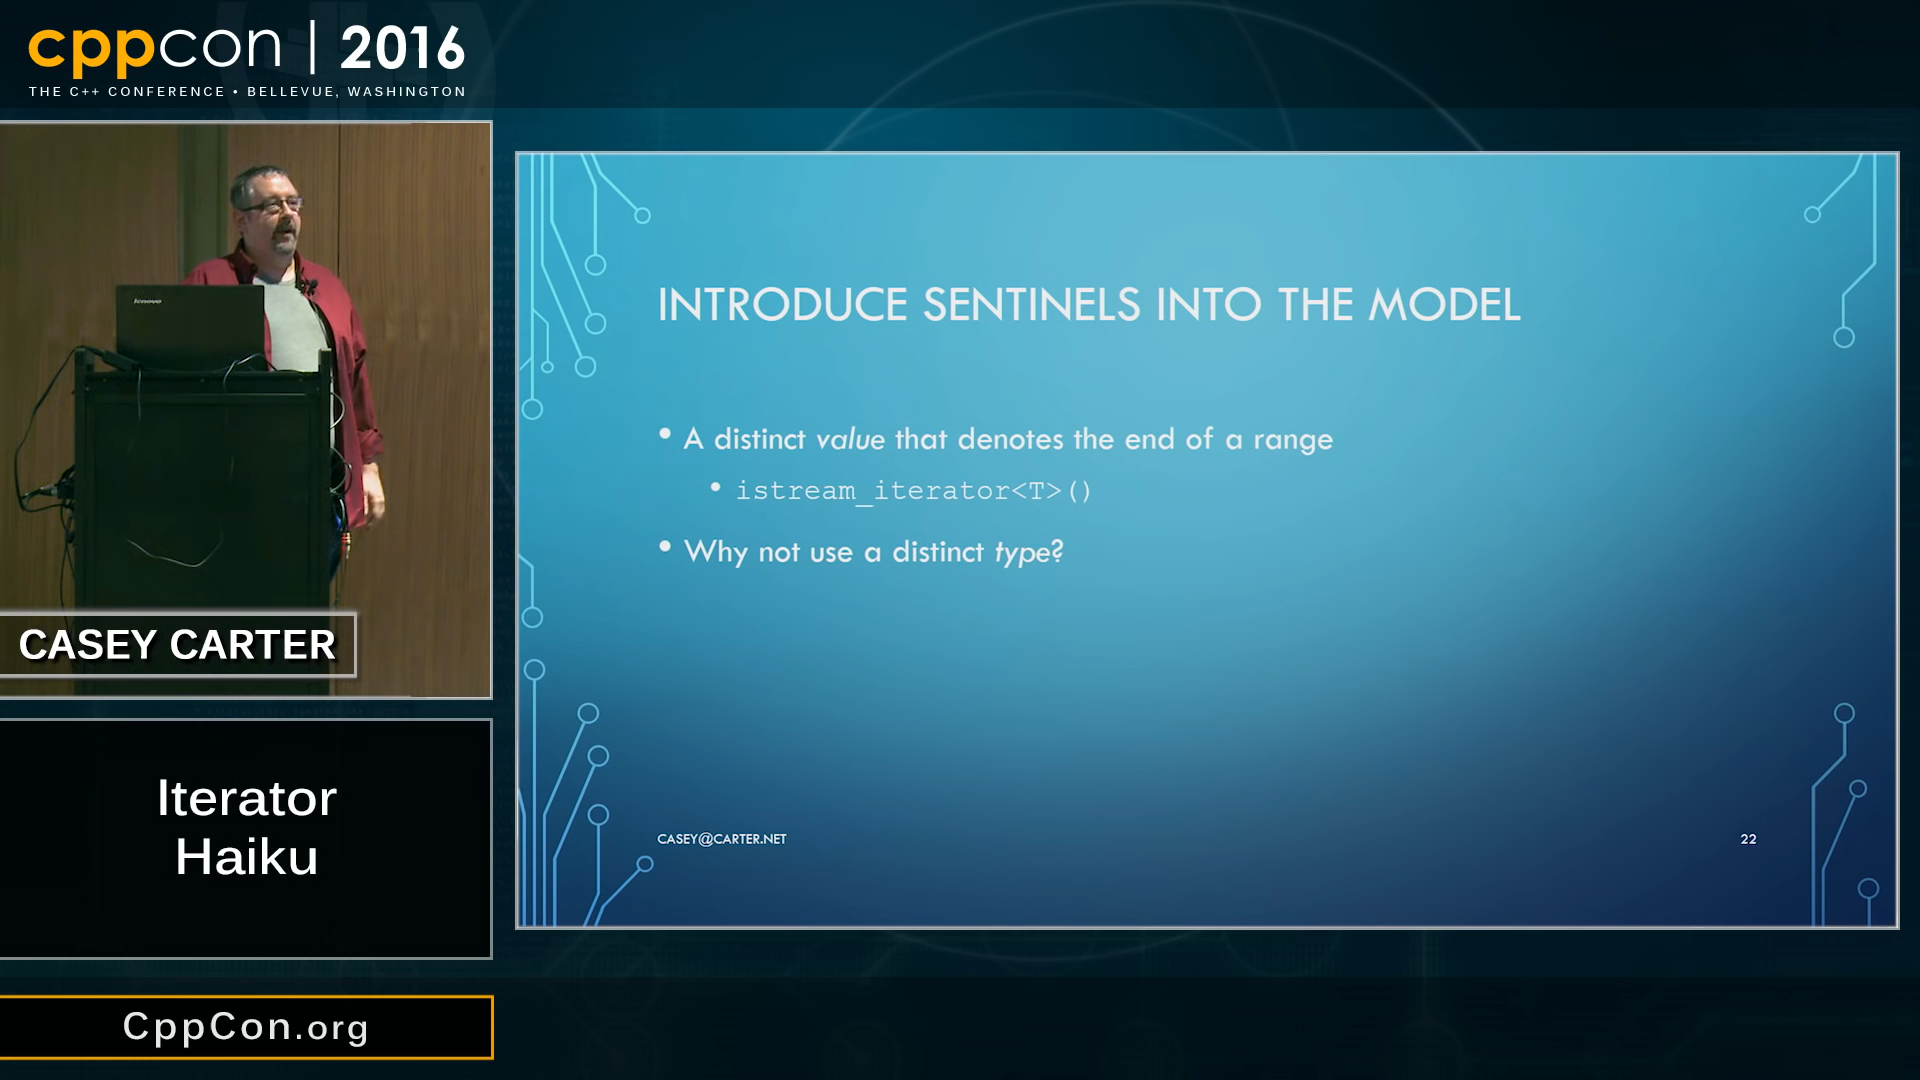 cppcon | 2016
THE C++ CONFERENCE • BELLEVUE, WASHINGTON
lenovo
CASEY CARTER
Iterator
Haiku
CppCon.org
INTRODUCE SENTINELS INTO THE MODEL
• A distinct value that denotes the end of a range
• istream_iterator<T>()
• Why not use a distinct type?
CASEY@CARTER.NET
22